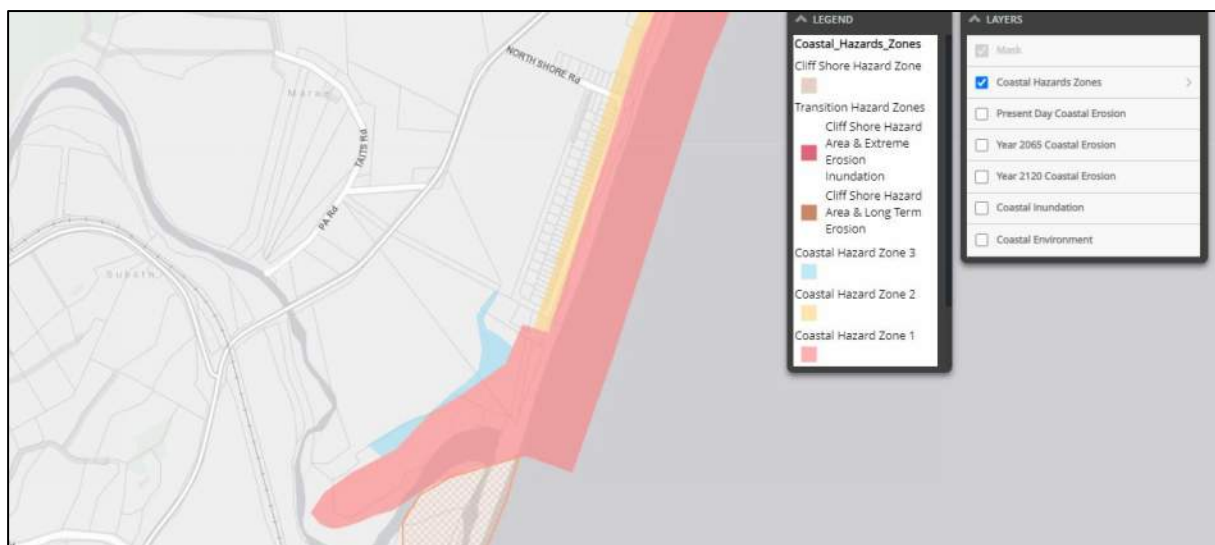 LEGEND
Coastal_Hazards_Zones
Cliff Shore Hazard Zone
Transition Hazard Zones
Cliff Shore Hazard
Area & Extreme
Erosion
Inundation
Cliff Shore Hazard
Area & Long Term
Erosion
Coastal Hazard Zone 3
Coastal Hazard Zone 2
Coastal Hazard Zone 1
LAYERS
Mask
Coastal Hazards Zones
Present Day Coastal Erosion
Year 2065 Coastal Erosion
Year 2120 Coastal Erosion
Coastal Inundation
Coastal Environment
NORTH SHORE Rd
Marae
TAITS Rd
PA Rd
Substn